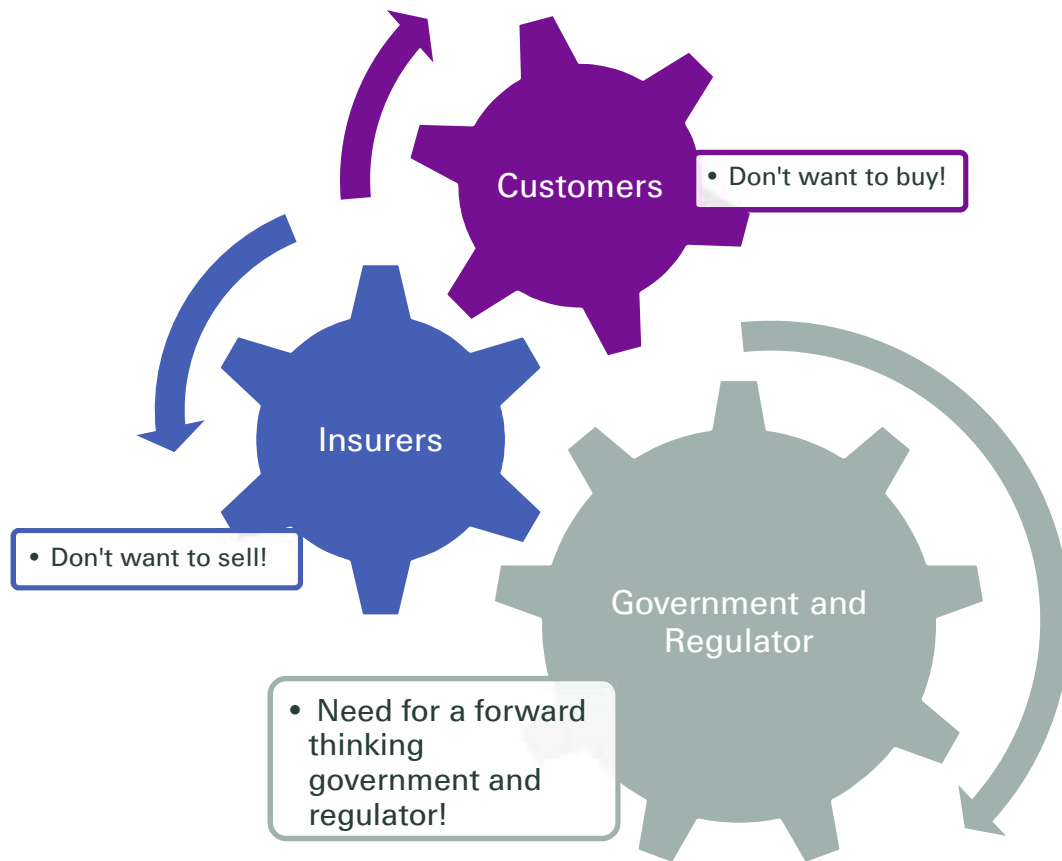 Customers
• Don't want to buy!
Insurers
• Don't want to sell!
Government and
Regulator
• Need for a forward
thinking
government and
regulator!